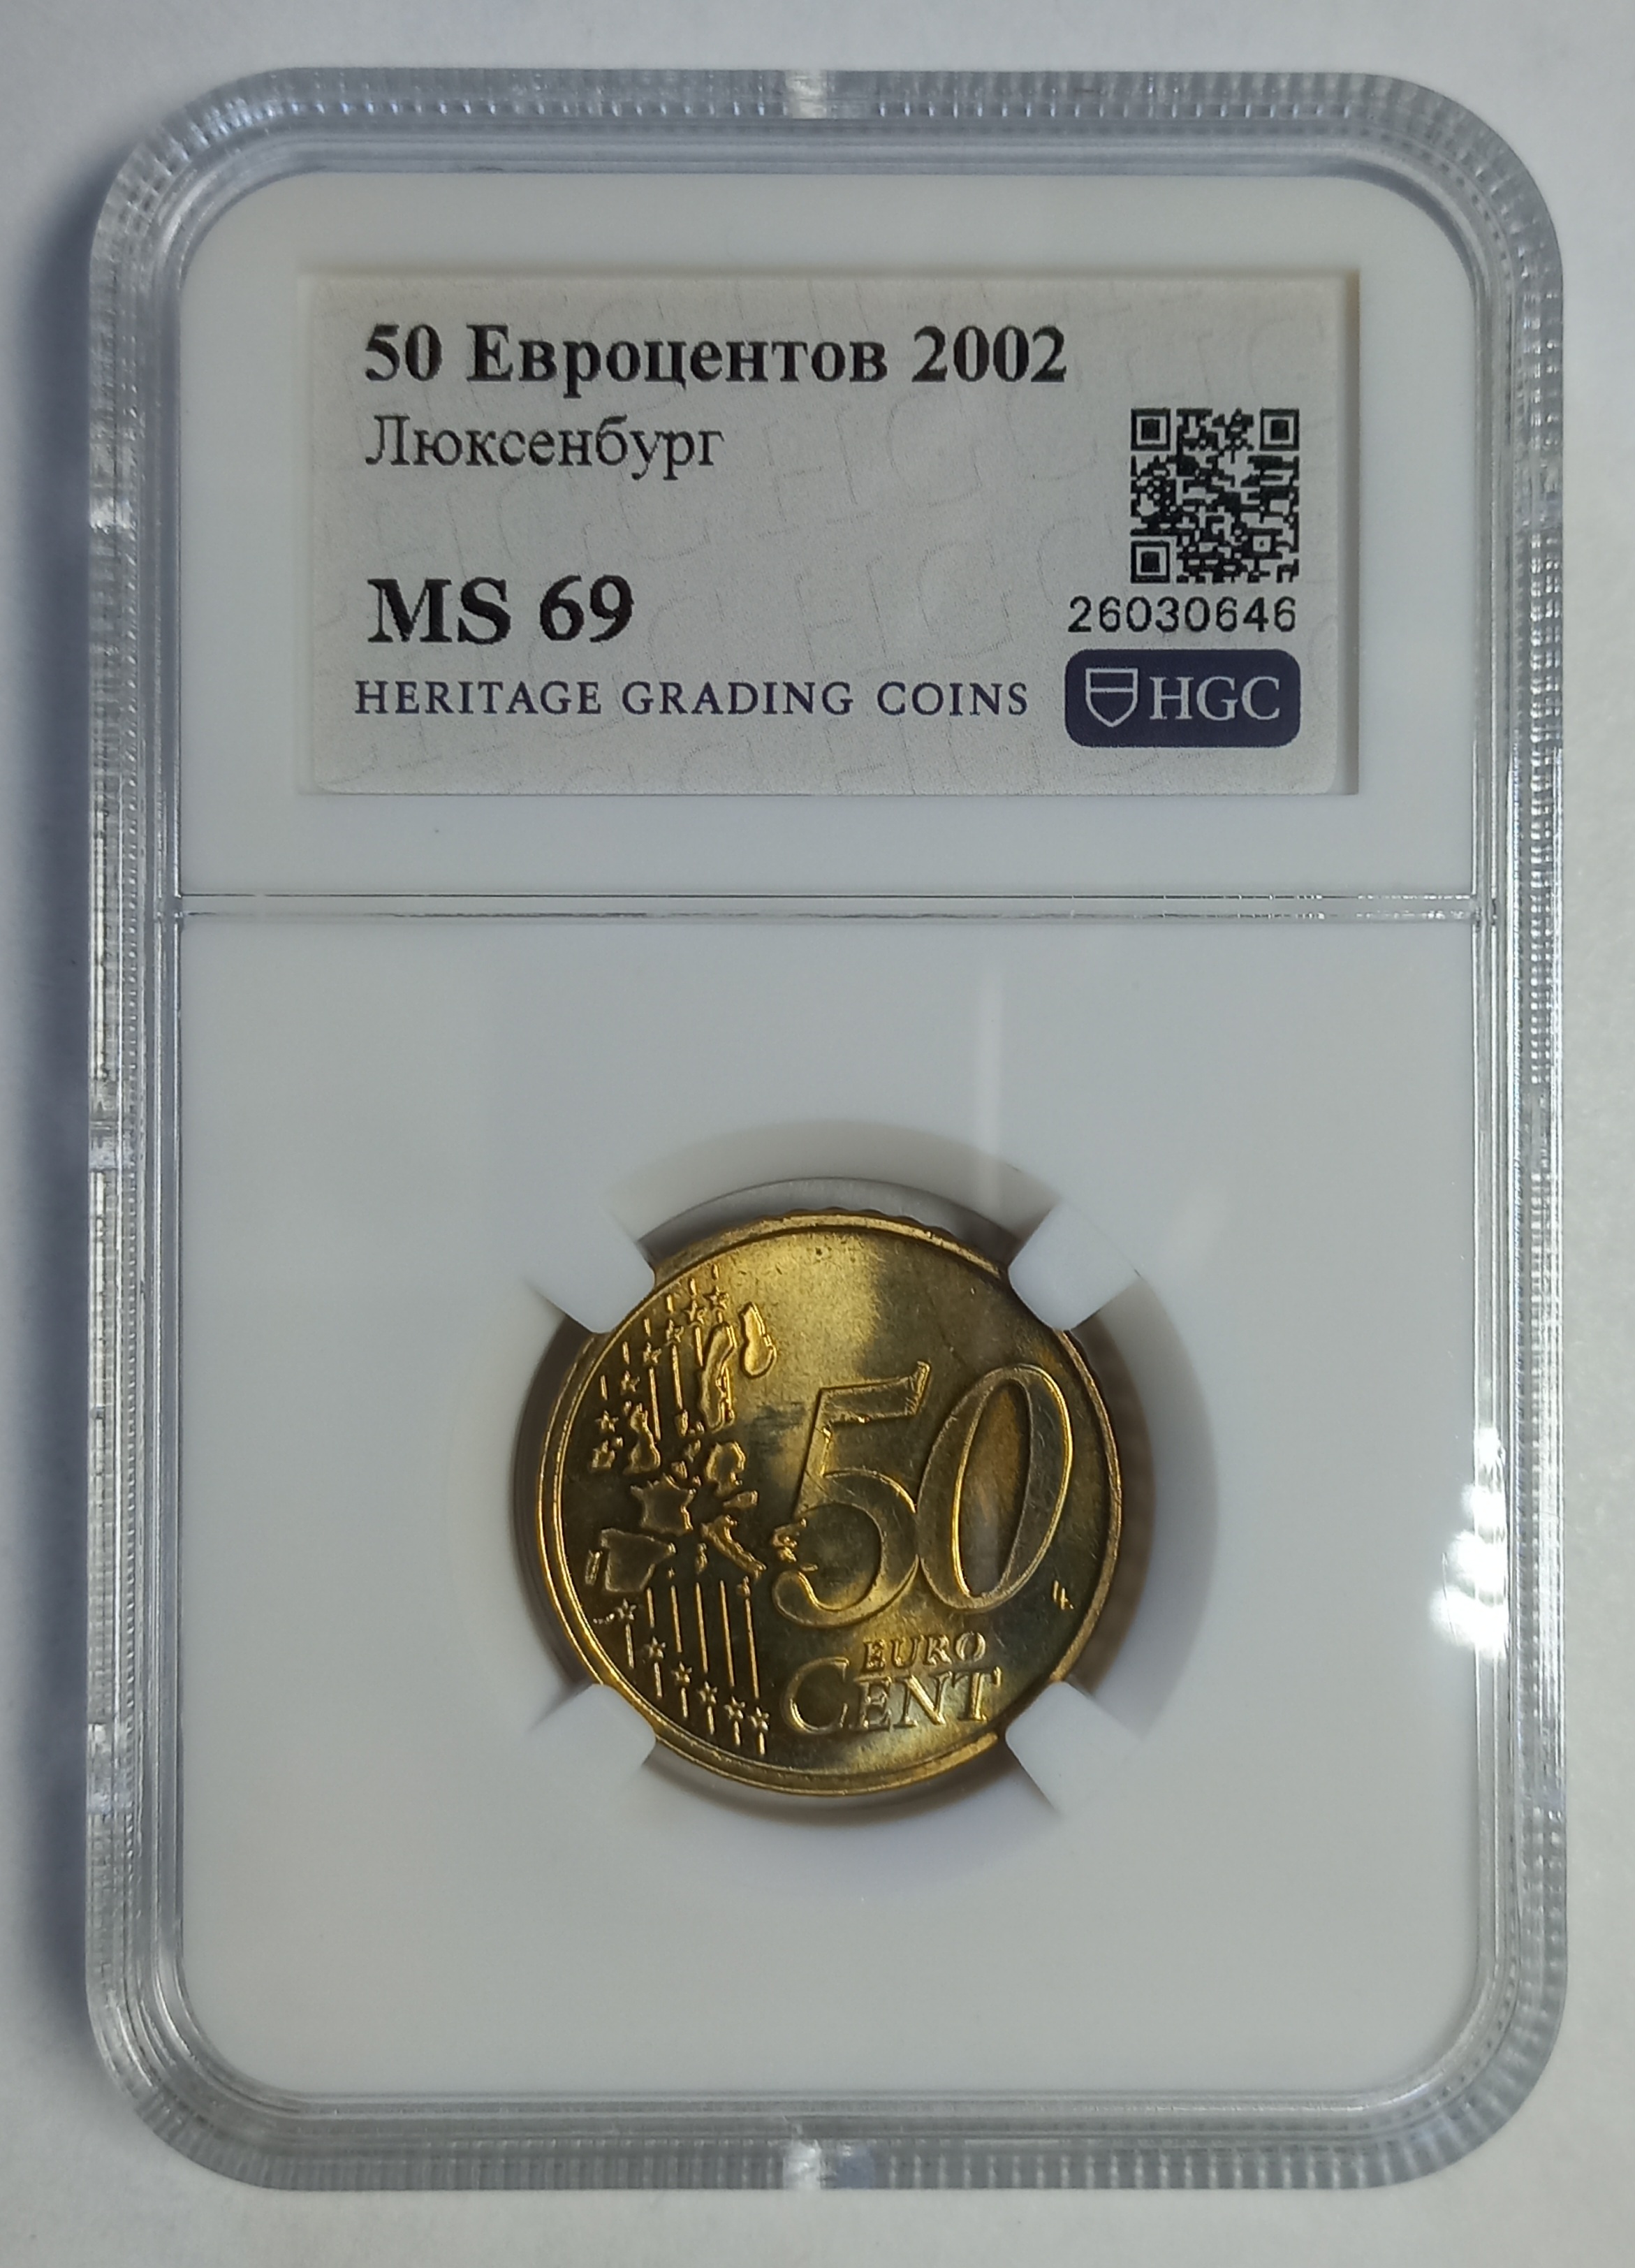 50 Евроцентов 2002
Люксенбург
MS 69
26030646
HERITAGE GRADING COINS
HGC
50
EURO
CENT